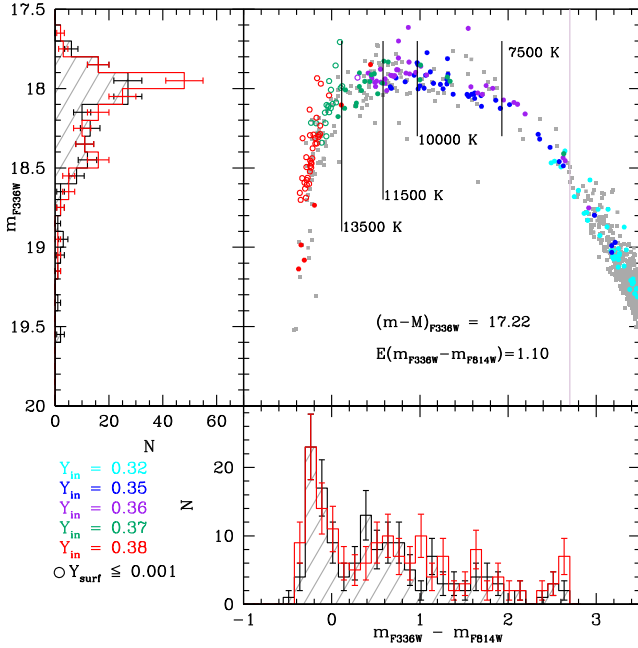 17.5
18
18.5
19
19.5
20
m_F336W
0 20 40 60
N
7500 K
10000 K
11500 K
13500 K
(m−M)_F336W = 17.22
E(m_F336W−m_F814W)=1.10
Y_in = 0.32
Y_in = 0.35
Y_in = 0.36
Y_in = 0.37
Y_in = 0.38
○ Y_surf ≤ 0.001
N
20
10
0
−1 0 1 2 3
m_F336W − m_F814W